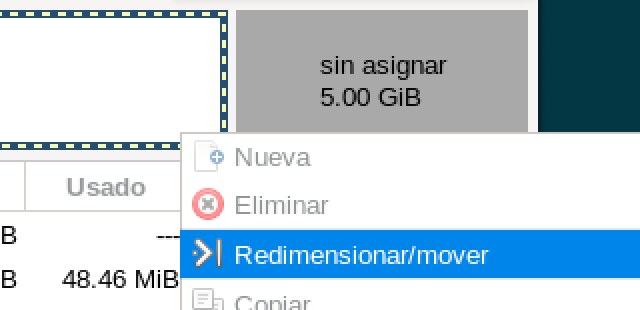 sin asignar
5.00 GiB
Nueva
Usado
Eliminar
B ---
Redimensionar/mover
B 48.46 MiB
Copiar